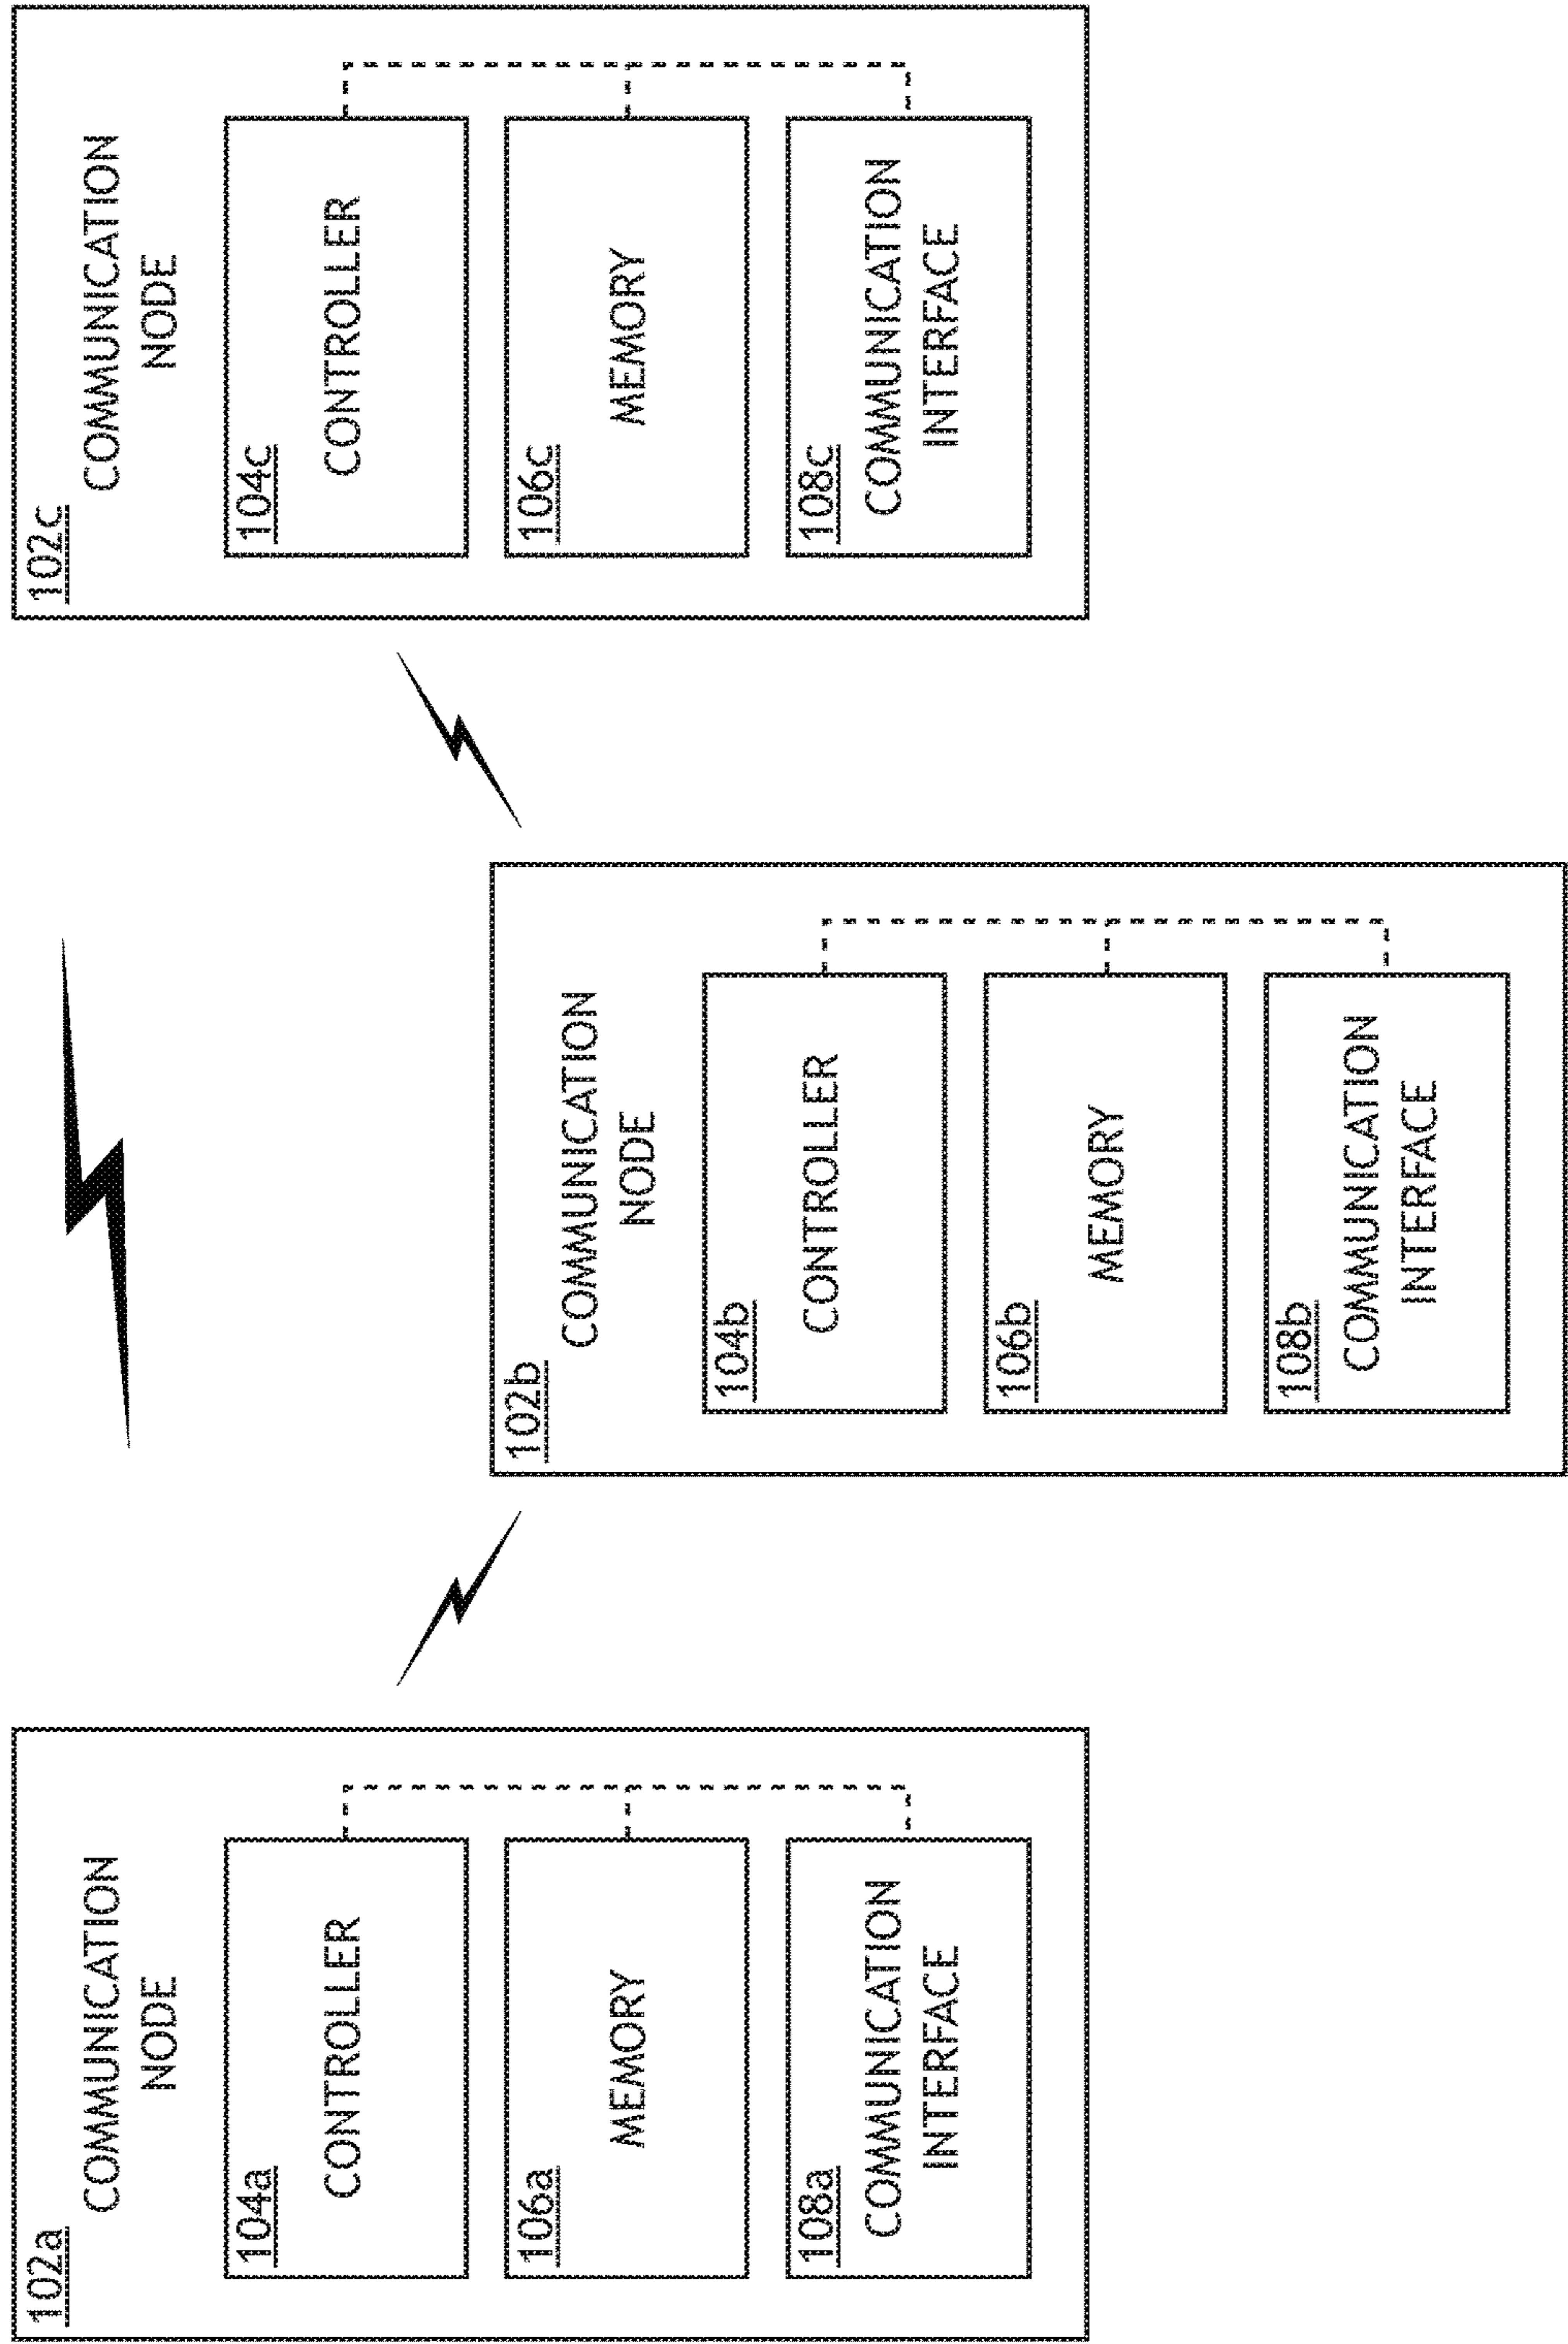 102a
COMMUNICATION
NODE
104a
CONTROLLER
106a
MEMORY
108a
COMMUNICATION
INTERFACE
102b
COMMUNICATION
NODE
104b
CONTROLLER
106b
MEMORY
108b
COMMUNICATION
INTERFACE
102c
COMMUNICATION
NODE
104c
CONTROLLER
106c
MEMORY
108c
COMMUNICATION
INTERFACE